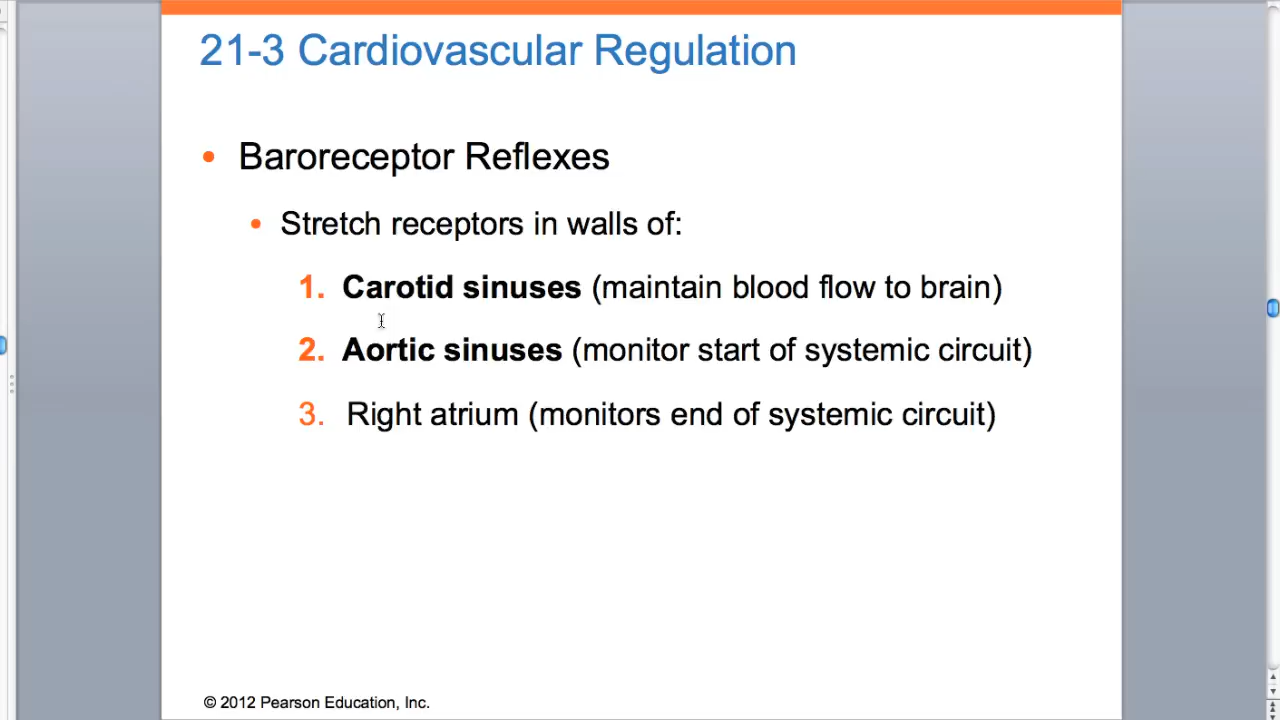 21-3 Cardiovascular Regulation
• Baroreceptor Reflexes
• Stretch receptors in walls of:
1. Carotid sinuses (maintain blood flow to brain)
2. Aortic sinuses (monitor start of systemic circuit)
3. Right atrium (monitors end of systemic circuit)
© 2012 Pearson Education, Inc.